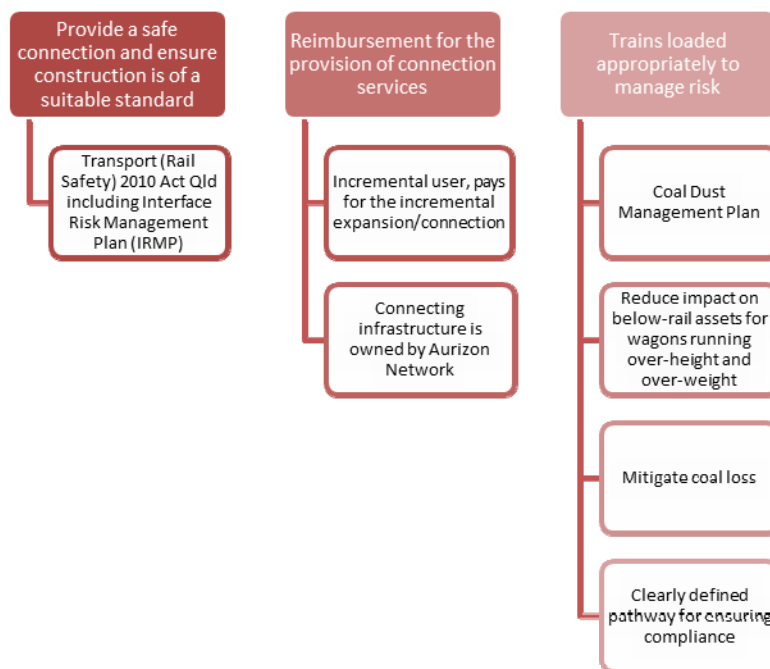 Provide a safe
connection and ensure
construction is of a
suitable standard
Transport (Rail
Safety) 2010 Act Qld
including Interface
Risk Management
Plan (IRMP)
Reimbursement for the
provision of connection
services
Incremental user, pays
for the incremental
expansion/connection
Connecting
infrastructure is
owned by Aurizon
Network
Trains loaded
appropriately to
manage risk
Coal Dust
Management Plan
Reduce impact on
below-rail assets for
wagons running
over-height and
over-weight
Mitigate coal loss
Clearly defined
pathway for ensuring
compliance